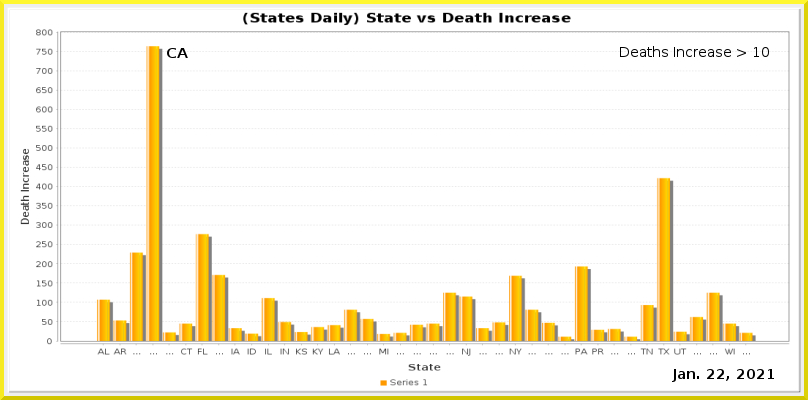 (States Daily) State vs Death Increase
CA
Deaths Increase > 10
Death Increase
800
750
700
650
600
550
500
450
400
350
300
250
200
150
100
50
0
AL AR ... ... ... CT FL ... IA ID IL IN KS KY LA ... ... MI ... ... ... ... NJ ... ... NY ... ... ... PA PR ... ... TN TX UT ... ... WI ...
State
Series 1
Jan. 22, 2021